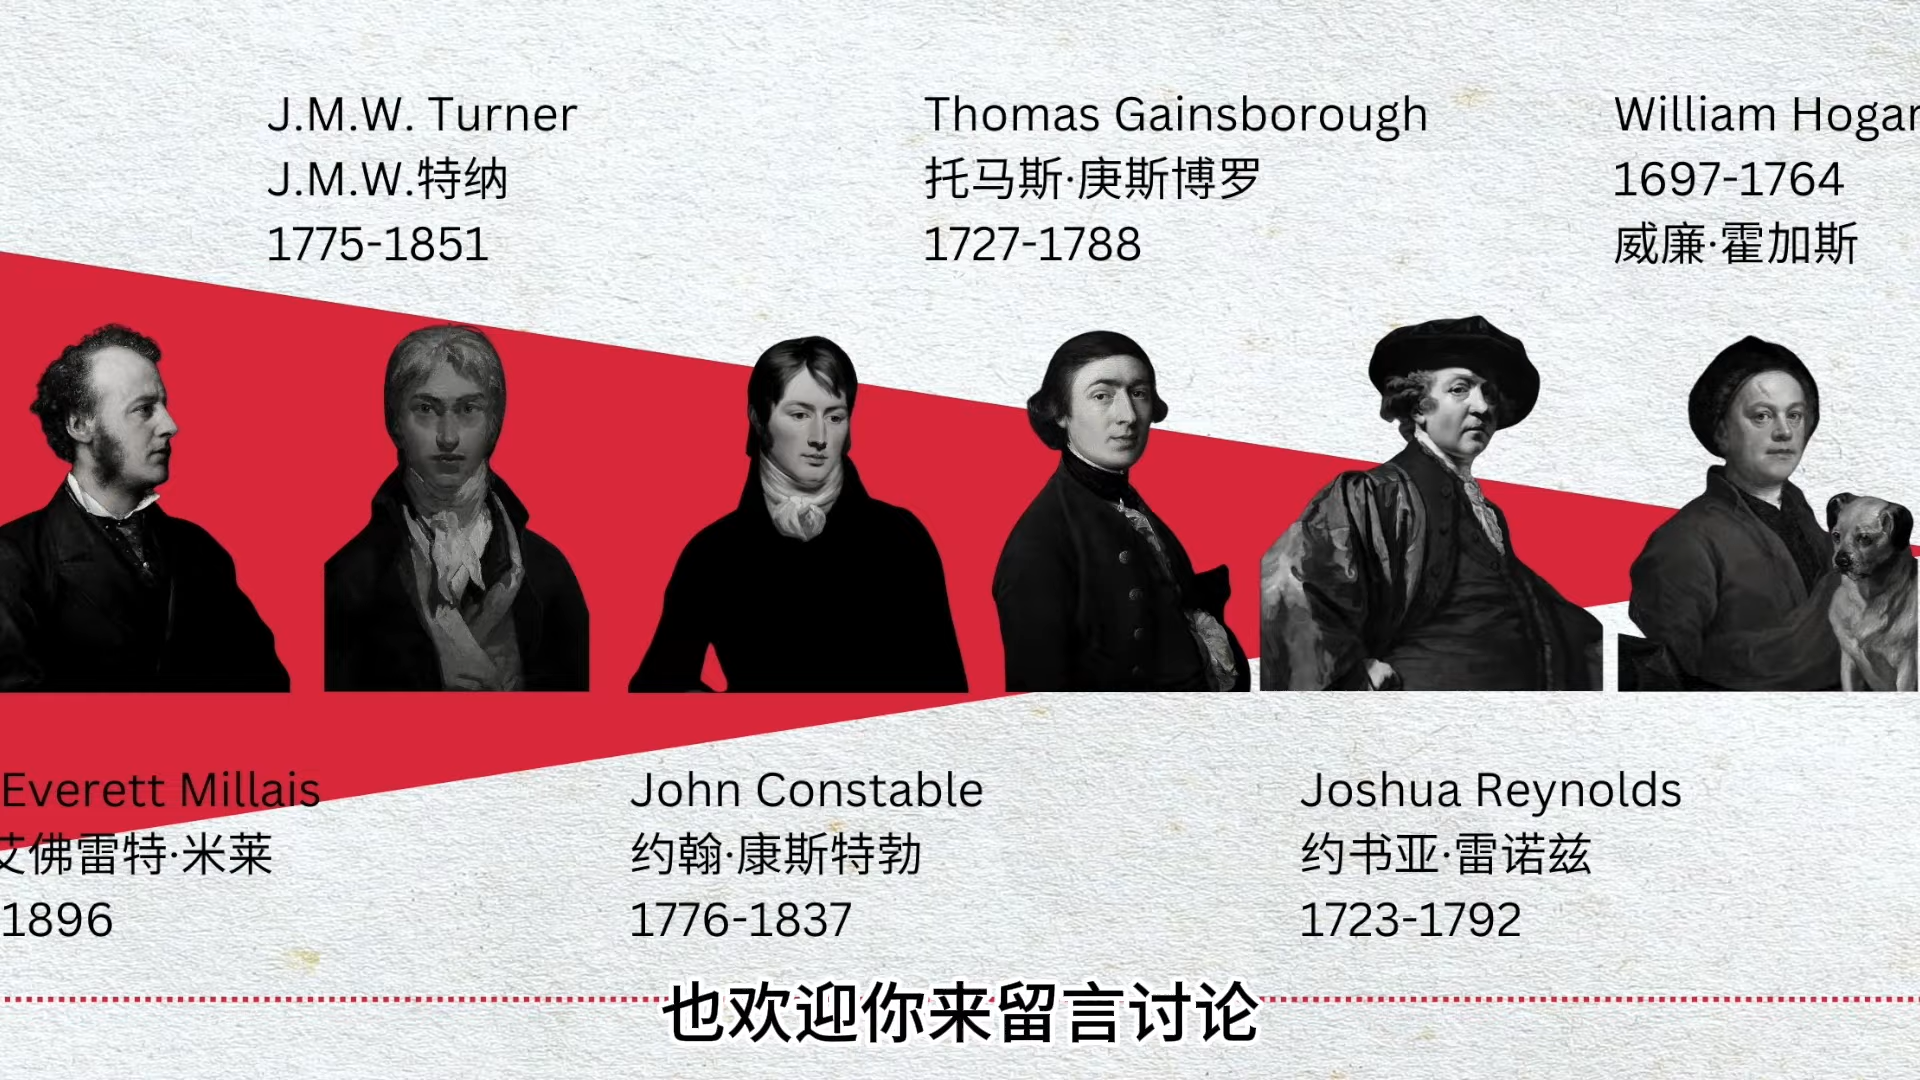 J.M.W. Turner
J.M.W.特纳
1775-1851
Thomas Gainsborough
托马斯·庚斯博罗
1727-1788
William Hogar
1697-1764
威廉·霍加斯
Everett Millais
艾佛雷特·米莱
1896
John Constable
约翰·康斯特勃
1776-1837
Joshua Reynolds
约书亚·雷诺兹
1723-1792
也欢迎你来留言讨论